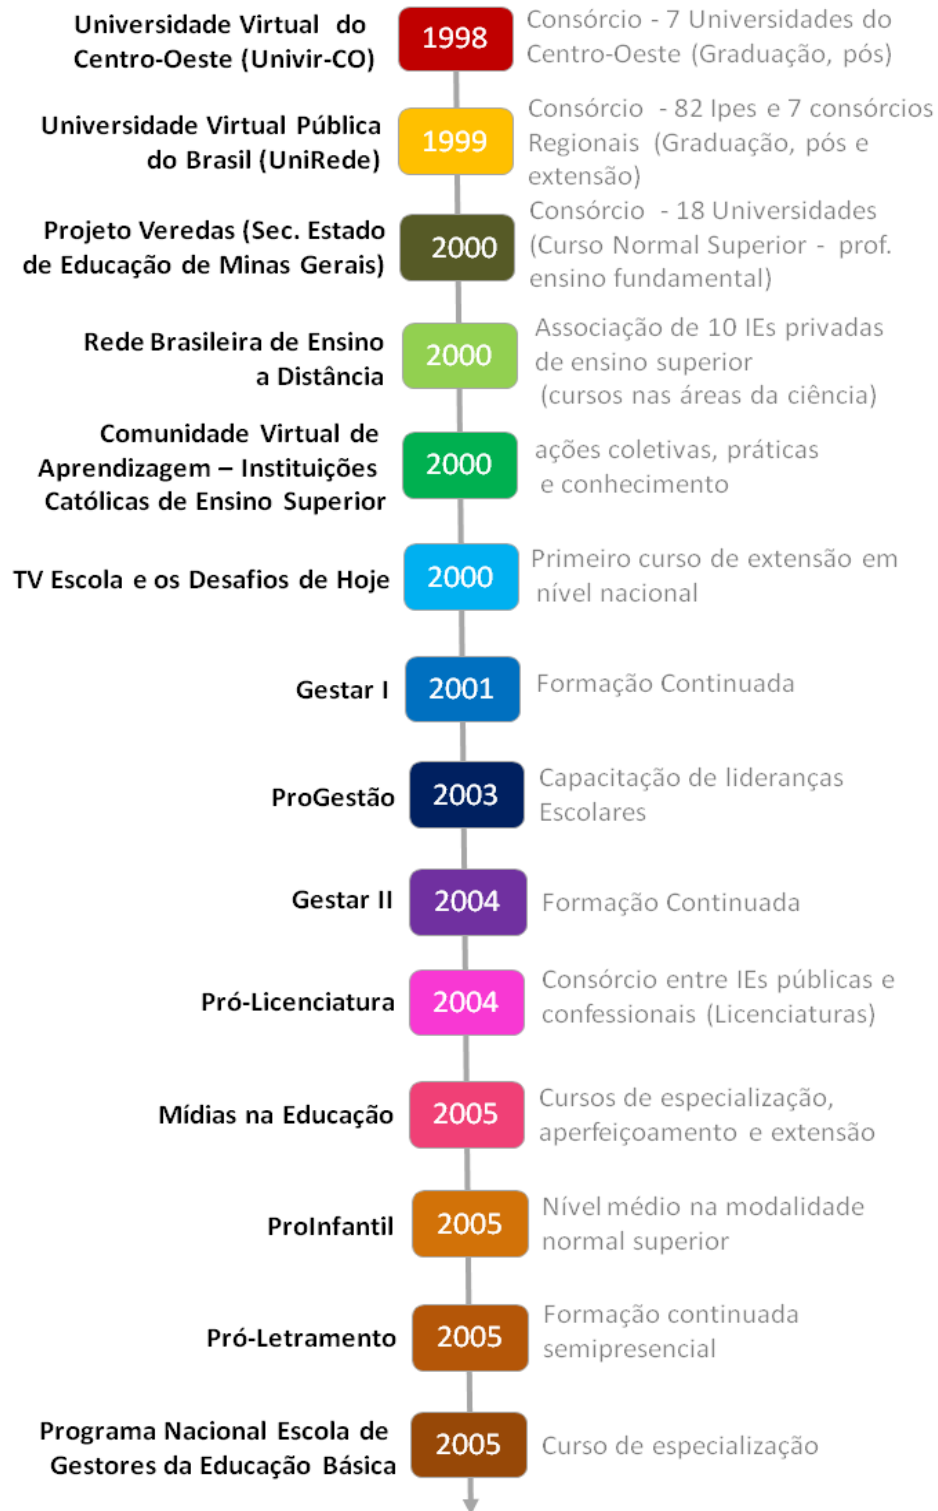 Universidade Virtual do
Centro-Oeste (Univir-CO)
1998
Consórcio - 7 Universidades do
Centro-Oeste (Graduação, pós)
Universidade Virtual Pública
do Brasil (UniRede)
1999
Consórcio - 82 Ipes e 7 consórcios
Regionais (Graduação, pós e
extensão)
Projeto Veredas (Sec. Estado
de Educação de Minas Gerais)
2000
Consórcio - 18 Universidades
(Curso Normal Superior - prof.
ensino fundamental)
Rede Brasileira de Ensino
a Distância
2000
Associação de 10 IEs privadas
de ensino superior
(cursos nas áreas da ciência)
Comunidade Virtual de
Aprendizagem – Instituições
Católicas de Ensino Superior
2000
ações coletivas, práticas
e conhecimento
TV Escola e os Desafios de Hoje
2000
Primeiro curso de extensão em
nível nacional
Gestar I
2001
Formação Continuada
ProGestão
2003
Capacitação de lideranças
Escolares
Gestar II
2004
Formação Continuada
Pró-Licenciatura
2004
Consórcio entre IEs públicas e
confessionais (Licenciaturas)
Mídias na Educação
2005
Cursos de especialização,
aperfeiçoamento e extensão
ProInfantil
2005
Nível médio na modalidade
normal superior
Pró-Letramento
2005
Formação continuada
semipresencial
Programa Nacional Escola de
Gestores da Educação Básica
2005
Curso de especialização